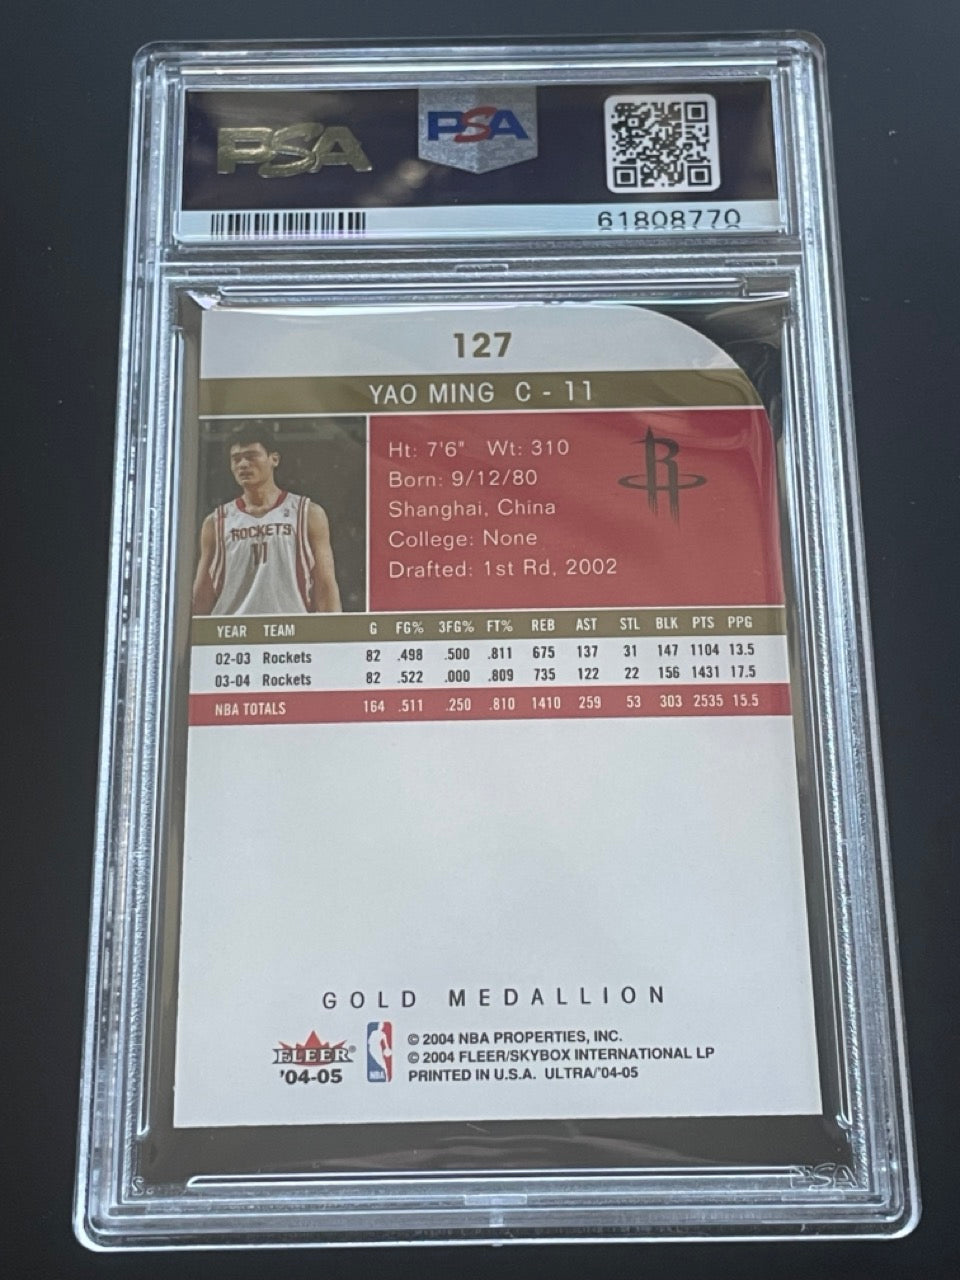 PSA PSA
61808770
127
YAO MING C - 11
Ht: 7'6" Wt: 310
Born: 9/12/80
Shanghai, China
College: None
Drafted: 1st Rd, 2002
ROCKETS
11
YEAR TEAM G FG% 3FG% FT% REB AST STL BLK PTS PPG
02-03 Rockets 82 .498 .500 .811 675 137 31 147 1104 13.5
03-04 Rockets 82 .522 .000 .809 735 122 22 156 1431 17.5
NBA TOTALS 164 .511 .250 .810 1410 259 53 303 2535 15.5
GOLD MEDALLION
FLEER®
'04-05
NBA
© 2004 NBA PROPERTIES, INC.
© 2004 FLEER/SKYBOX INTERNATIONAL LP
PRINTED IN U.S.A. ULTRA/'04-05
PSA